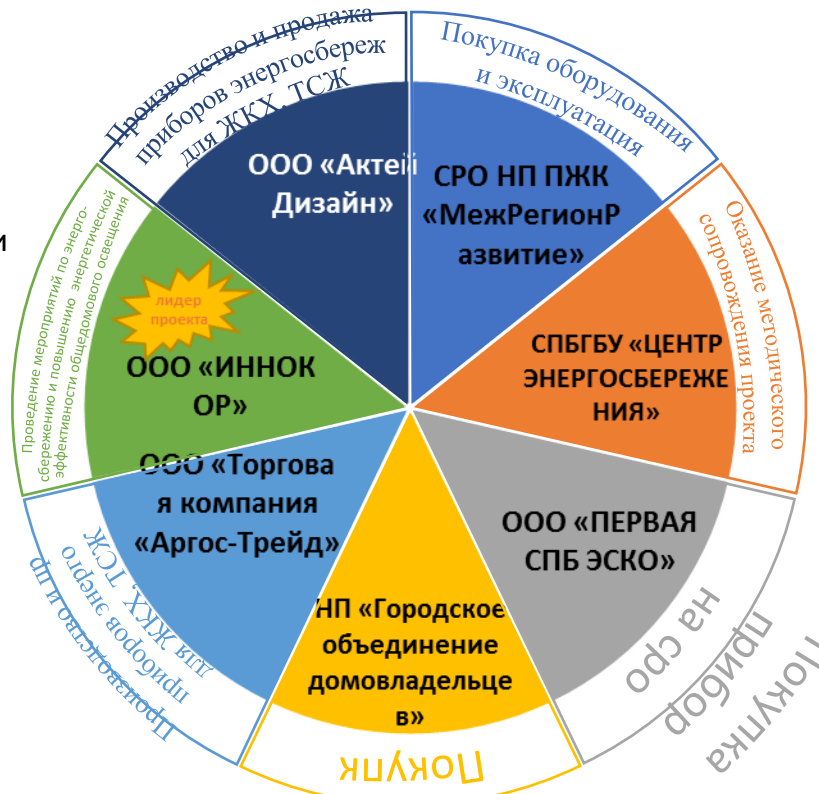 Производство и продажа
приборов энергосбереж
для ЖКХ, ТСЖ
Покупка оборудования
и эксплуатация
Оказание методического
сопровождения проекта
Покупка
прибор
на сро
Покупк
Производство и пр
приборов энерго
для ЖКХ, ТСЖ
Проведение мероприятий по энерго-
сбережению и повышению энергетической
эффективности общедомового освещения
и
ООО «Актей
Дизайн»
СРО НП ПЖК
«МежРегионР
азвитие»
СПБГБУ «ЦЕНТР
ЭНЕРГОСБЕРЕЖЕ
НИЯ»
ООО «ПЕРВАЯ
СПБ ЭСКО»
НП «Городское
объединение
домовладельце
в»
ООО «Торгова
я компания
«Аргос-Трейд»
лидер
проекта
ООО «ИННОК
ОР»